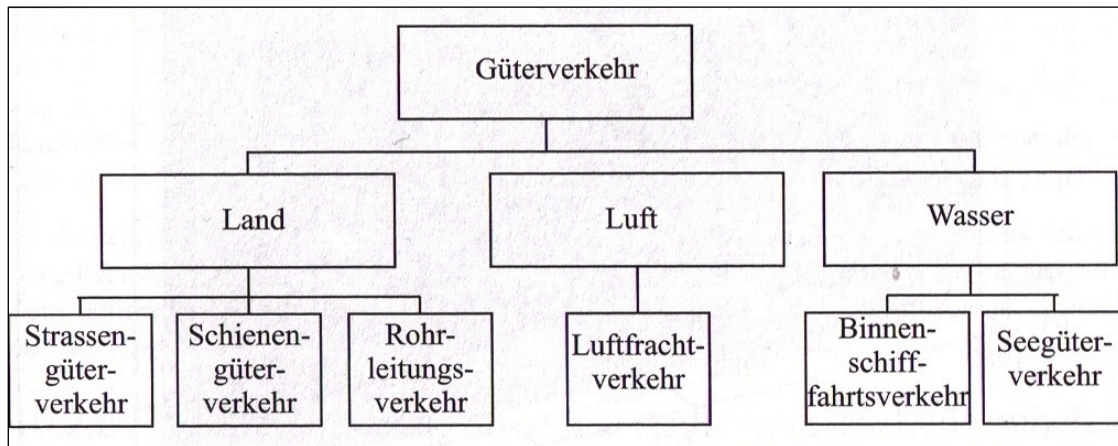 Güterverkehr
Land
Luft
Wasser
Strassen-
güter-
verkehr
Schienen-
güter-
verkehr
Rohr-
leitungs-
verkehr
Luftfracht-
verkehr
Binnen-
schiff-
fahrtsverkehr
Seegüter-
verkehr